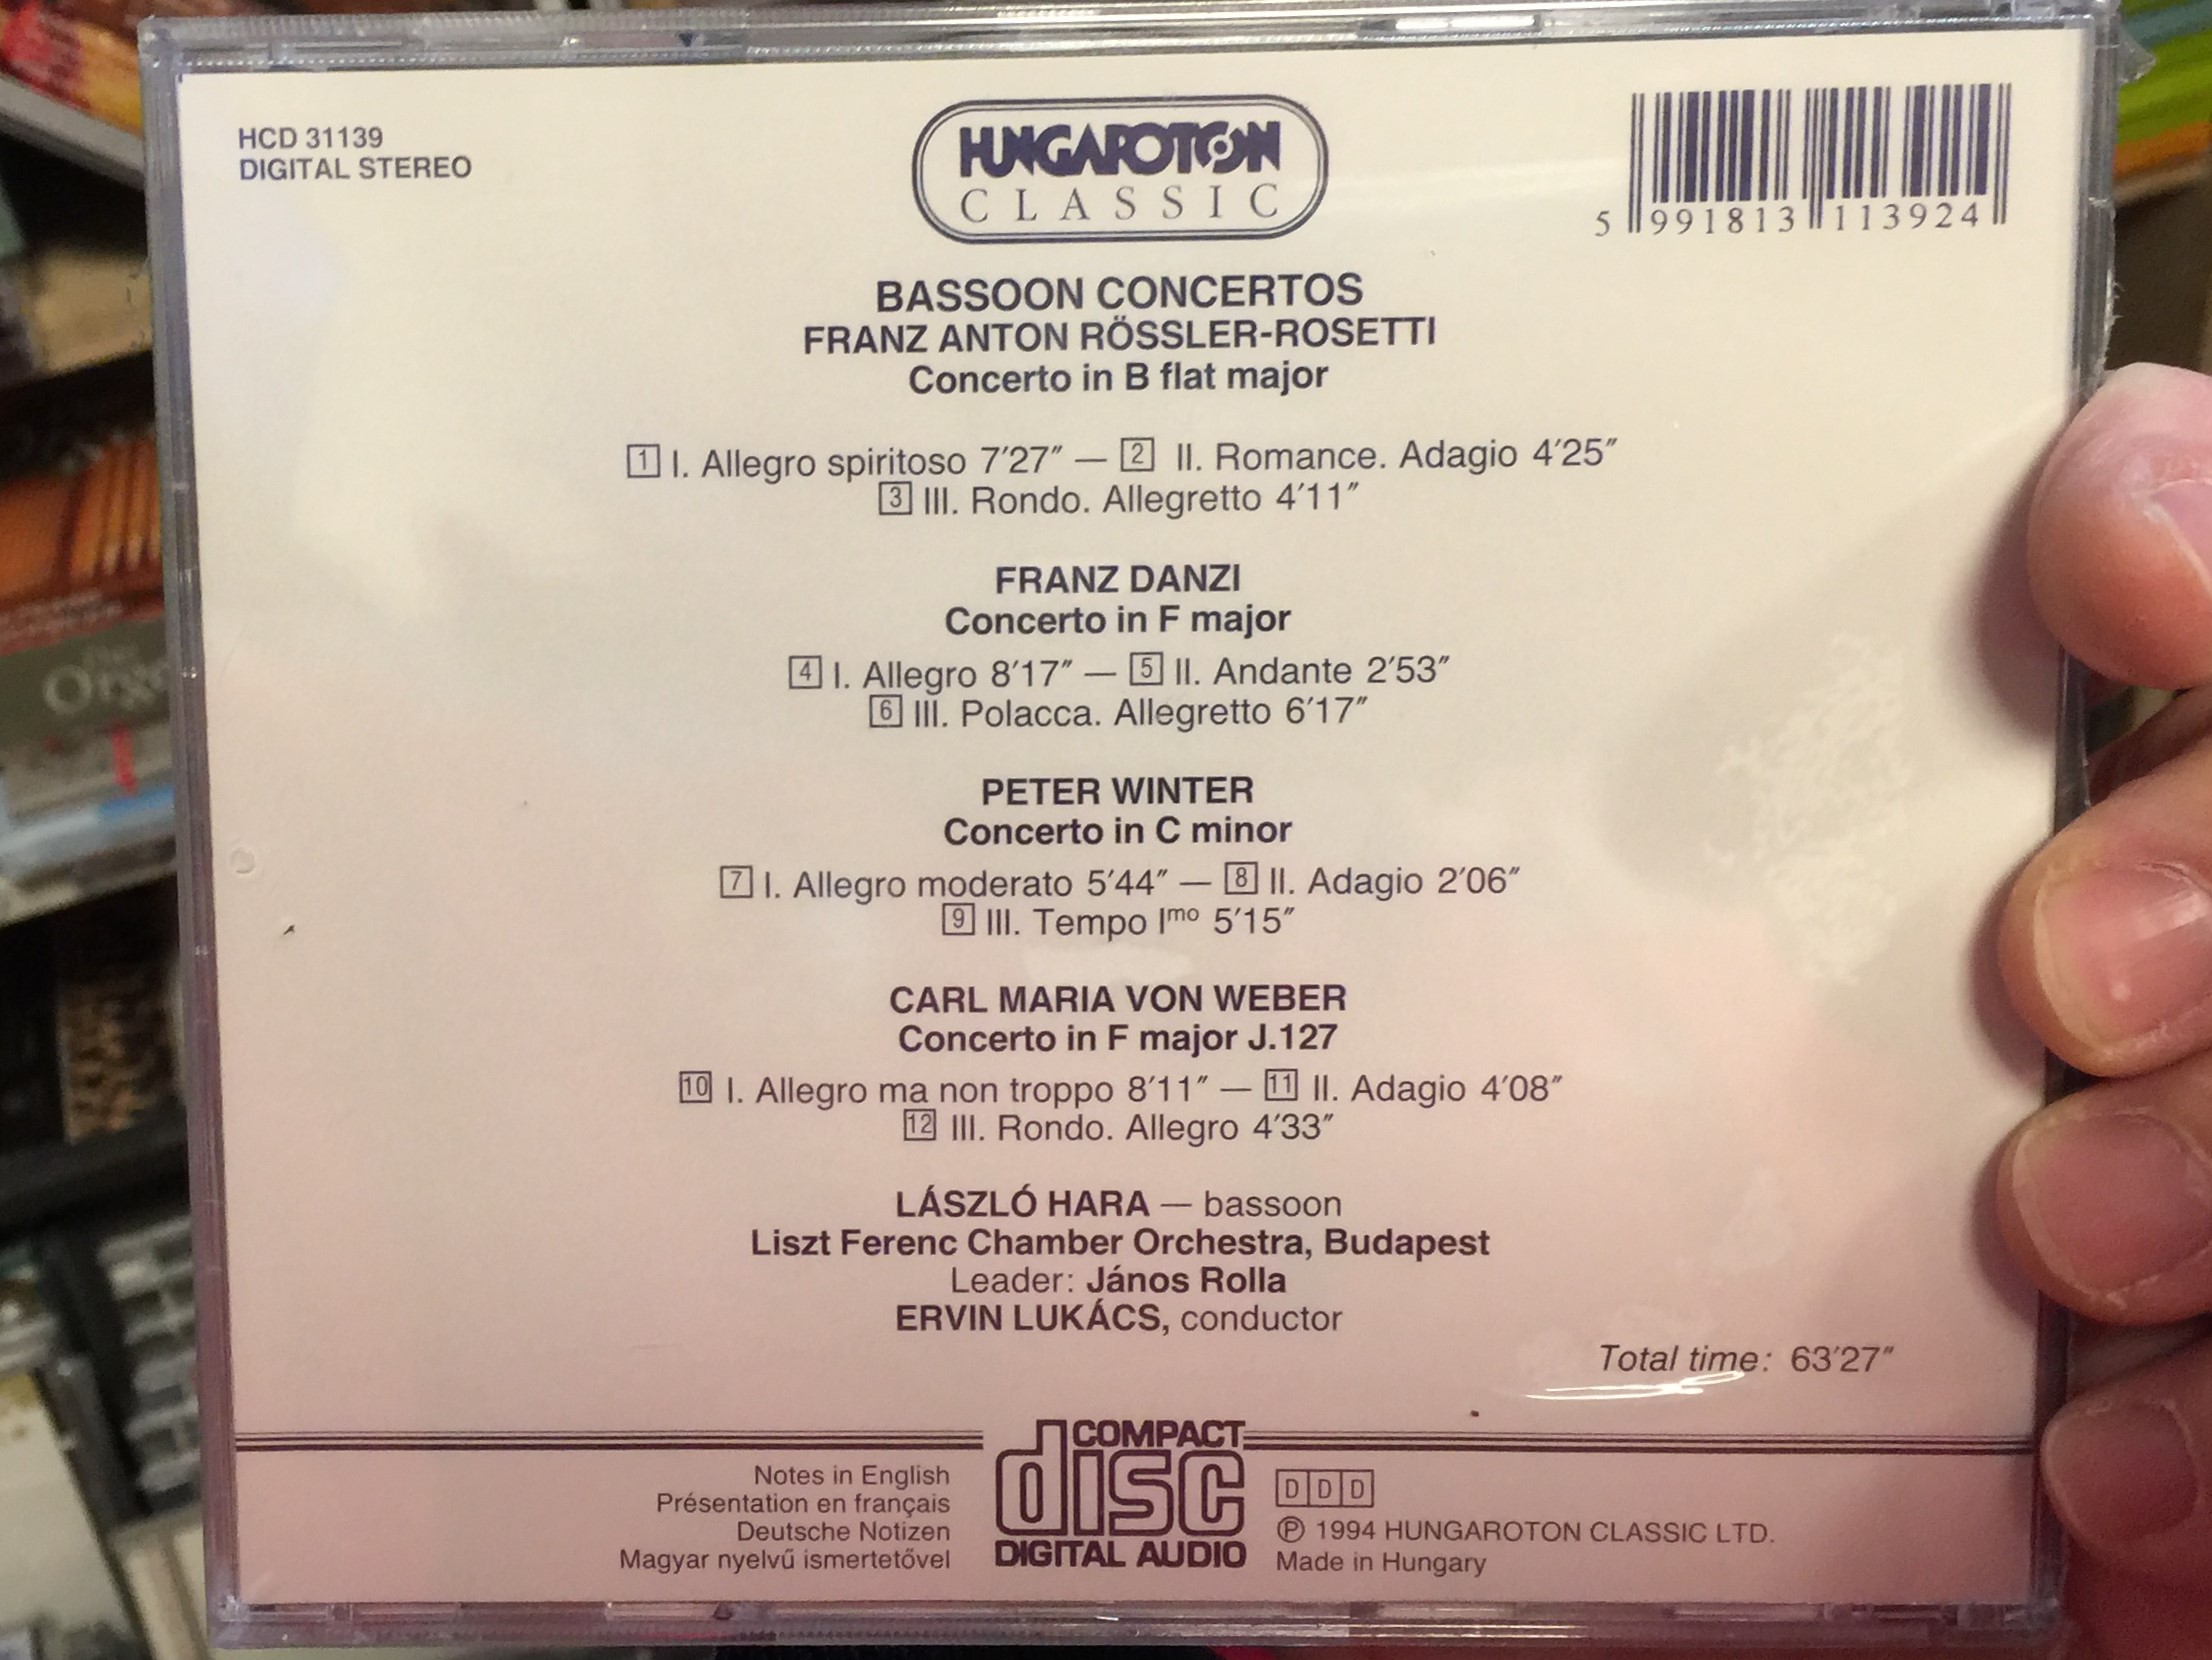 HCD 31139
DIGITAL STEREO
HUNGAROTON
CLASSIC
5 991813 113924
BASSOON CONCERTOS
FRANZ ANTON RÖSSLER-ROSETTI
Concerto in B flat major
1 I. Allegro spiritoso 7′27″ — 2 II. Romance. Adagio 4′25″
3 III. Rondo. Allegretto 4′11″
FRANZ DANZI
Concerto in F major
4 I. Allegro 8′17″ — 5 II. Andante 2′53″
6 III. Polacca. Allegretto 6′17″
PETER WINTER
Concerto in C minor
7 I. Allegro moderato 5′44″ — 8 II. Adagio 2′06″
9 III. Tempo Iᵐᵒ 5′15″
CARL MARIA VON WEBER
Concerto in F major J.127
10 I. Allegro ma non troppo 8′11″ — 11 II. Adagio 4′08″
12 III. Rondo. Allegro 4′33″
LÁSZLÓ HARA — bassoon
Liszt Ferenc Chamber Orchestra, Budapest
Leader: János Rolla
ERVIN LUKÁCS, conductor
Total time: 63′27″
Notes in English
Présentation en français
Deutsche Notizen
Magyar nyelvű ismertetővel
COMPACT
disc
DIGITAL AUDIO
DDD
℗ 1994 HUNGAROTON CLASSIC LTD.
Made in Hungary